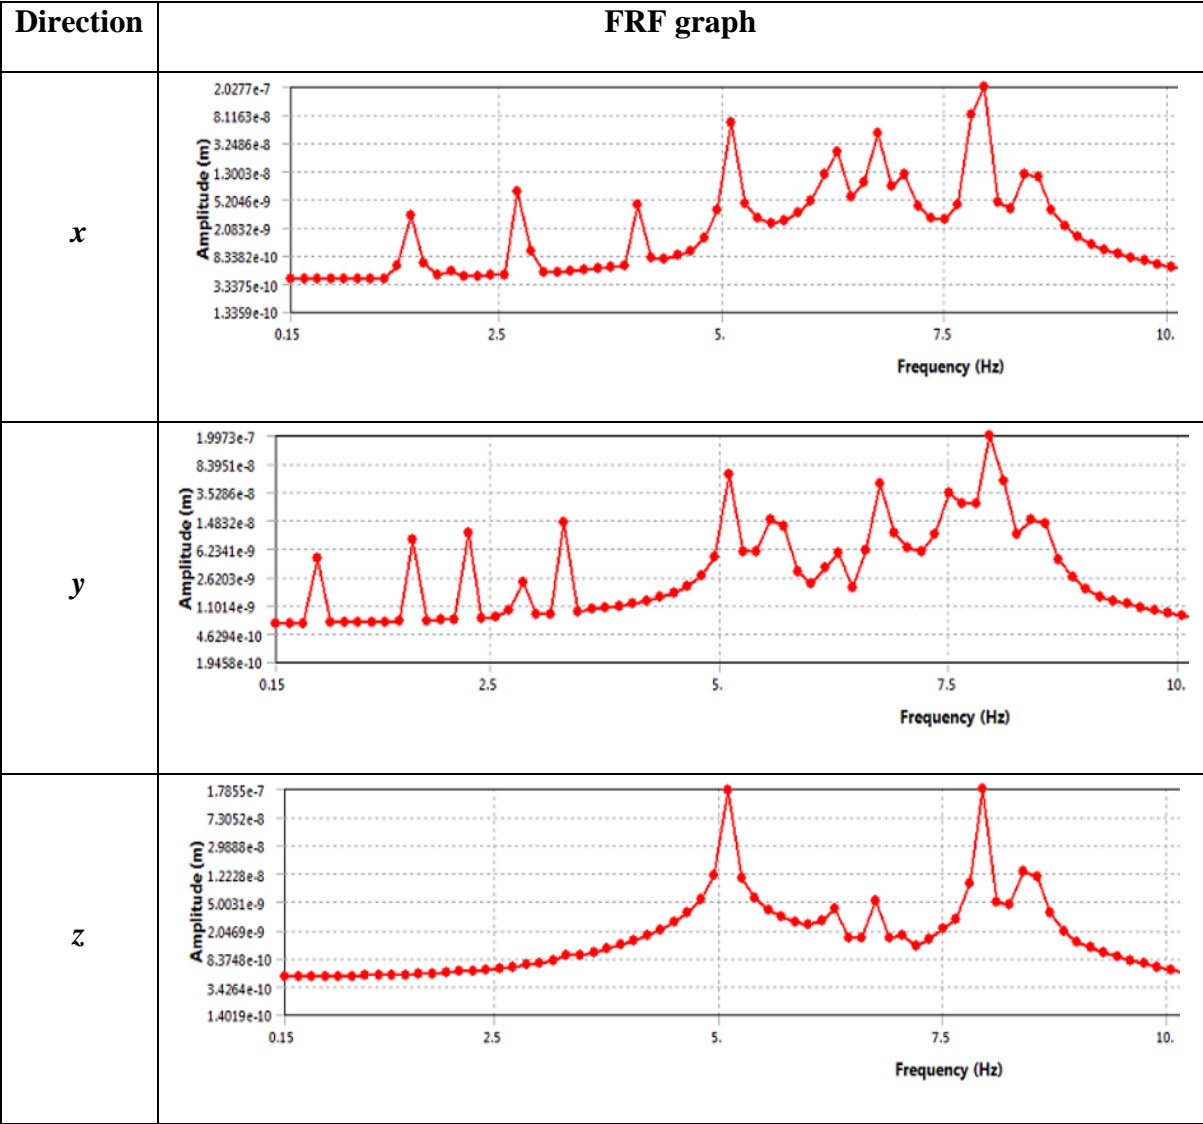 Direction
FRF graph
x
Amplitude (m)
2.0277e-7
8.1163e-8
3.2486e-8
1.3003e-8
5.2046e-9
2.0832e-9
8.3382e-10
3.3375e-10
1.3359e-10
0.15
2.5
5.
7.5
10.
Frequency (Hz)
y
Amplitude (m)
1.9973e-7
8.3951e-8
3.5286e-8
1.4832e-8
6.2341e-9
2.6203e-9
1.1014e-9
4.6294e-10
1.9458e-10
0.15
2.5
5.
7.5
10.
Frequency (Hz)
z
Amplitude (m)
1.7855e-7
7.3052e-8
2.9888e-8
1.2228e-8
5.0031e-9
2.0469e-9
8.3748e-10
3.4264e-10
1.4019e-10
0.15
2.5
5.
7.5
10.
Frequency (Hz)